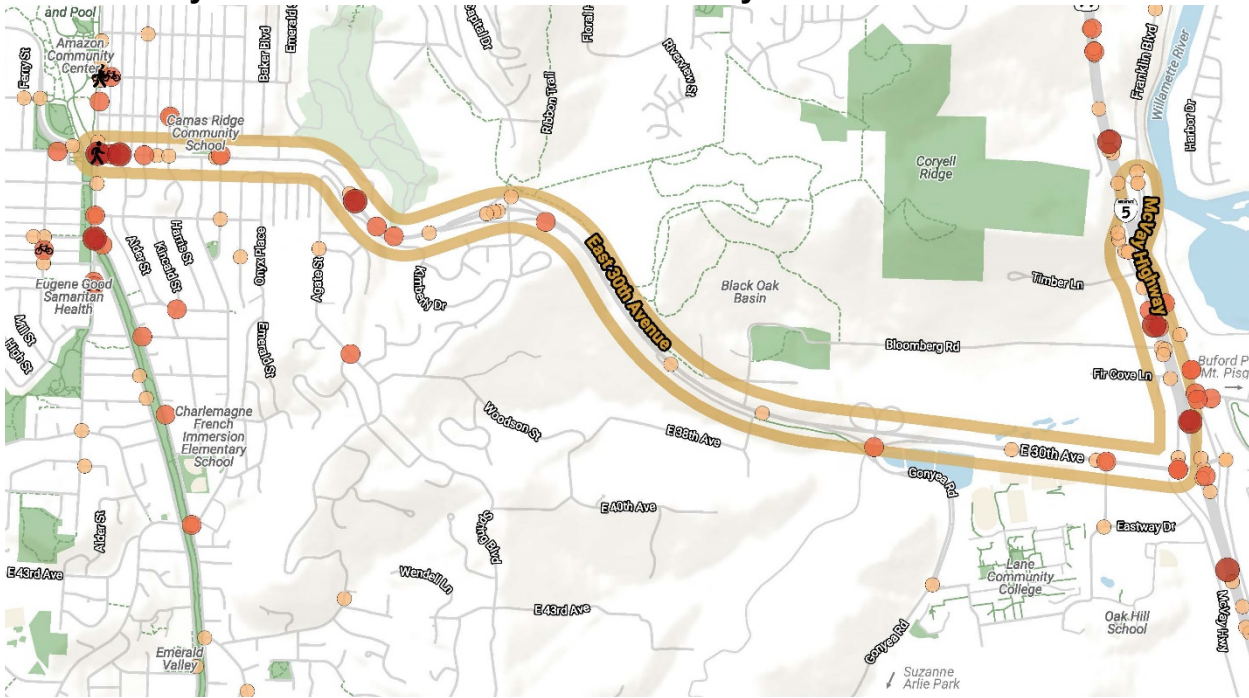 and Pool
Amazon
Community
Center
Ferry St
Baker Blvd
Emerald St
Capital Dr
Ribbon Trail
Riverview St
Franklin Blvd
Willamette River
Harbor Dr
Camas Ridge
Community
School
Coryell
Ridge
5
McVay Highway
East 30th Avenue
Alder St
Harris St
Kincaid St
Onyx Place
Agate St
Kimberly Dr
Eugene Good
Samaritan
Health
Mill St
High St
Emerald St
Black Oak
Basin
Timber Ln
Bloomberg Rd
Fir Cove Ln
Buford P
Mt. Pisg
Charlemagne
French
Immersion
Elementary
School
Woodson St
E 38th Ave
E 30th Ave
Gonyea Rd
Alder St
E 40th Ave
Spring Blvd
Eastway Dr
E 43rd Ave
Wendell Ln
E 43rd Ave
Lane
Community
College
Oak Hill
School
McVay Hwy
Emerald
Valley
Gonyea Rd
Suzanne
Arlie Park